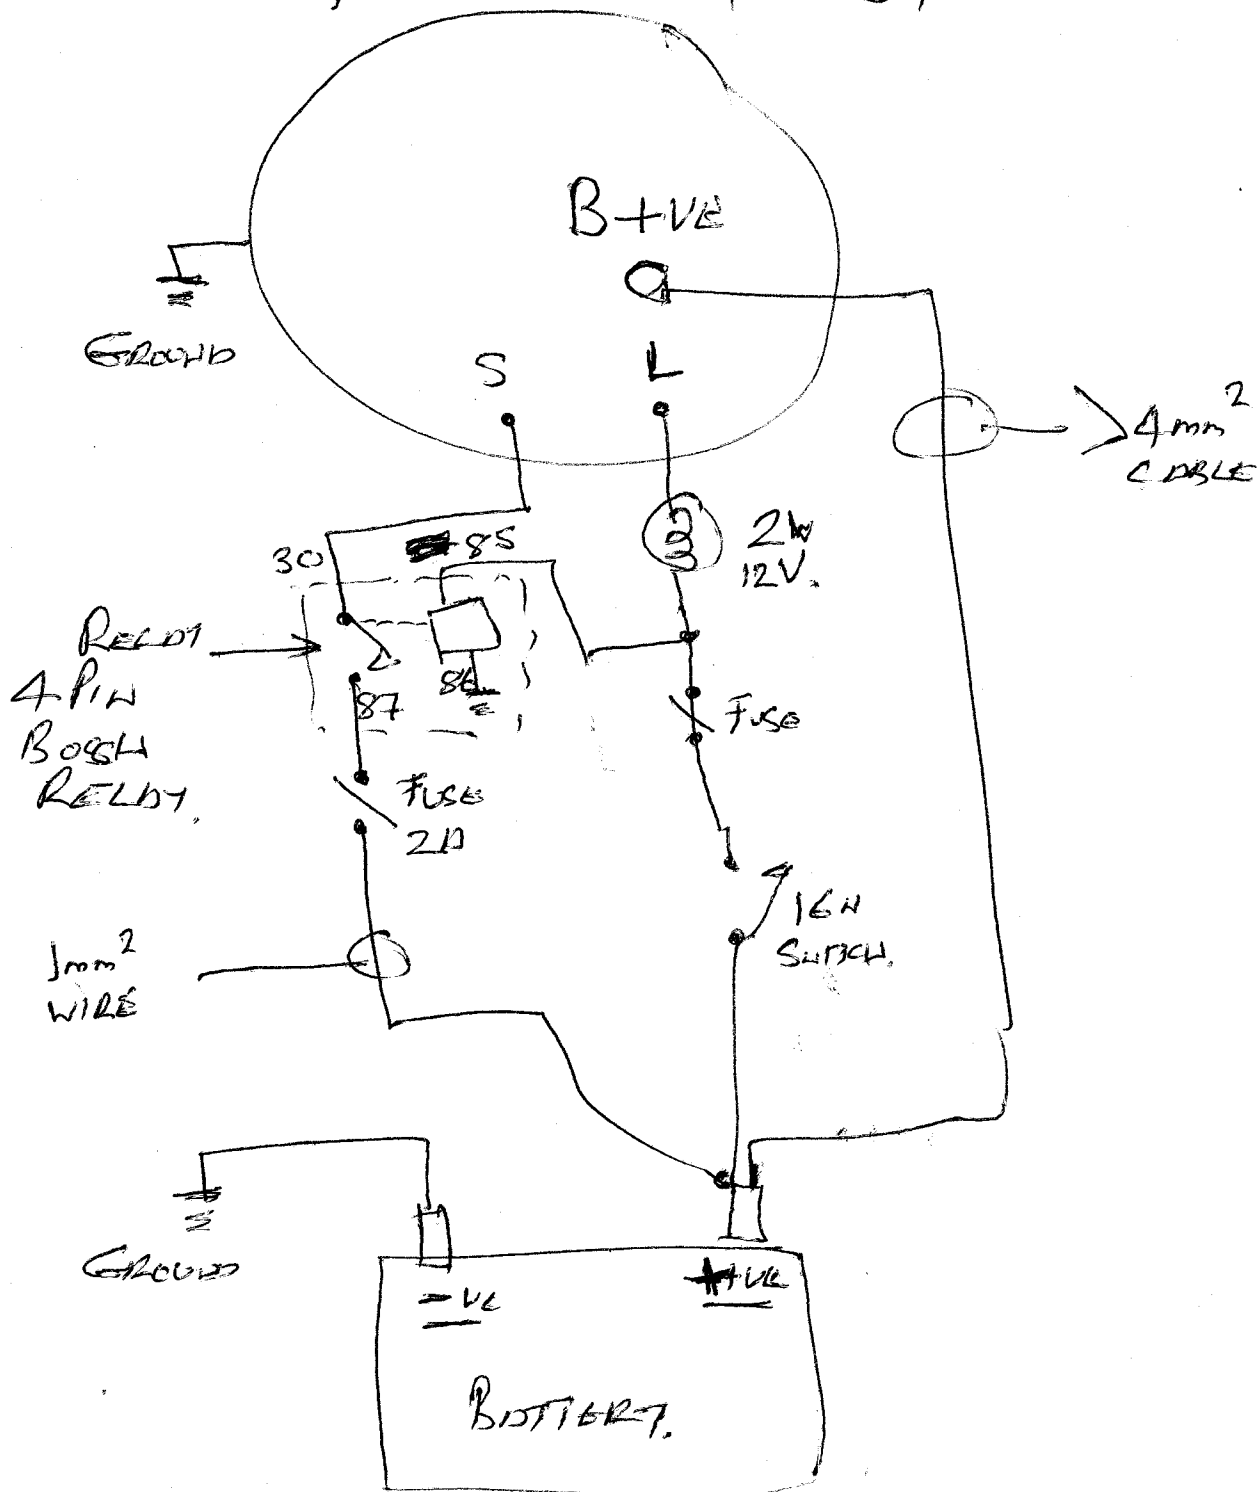 B+VE
GROUND
S
L
4mm²
CABLE
30
85
2W
12V.
RELAY
4 PIN
BOSCH
RELAY.
86
87
FUSE
FUSE
2A
IGN
SWITCH.
1mm²
WIRE
GROUND
-VE
+VE
BATTERY.